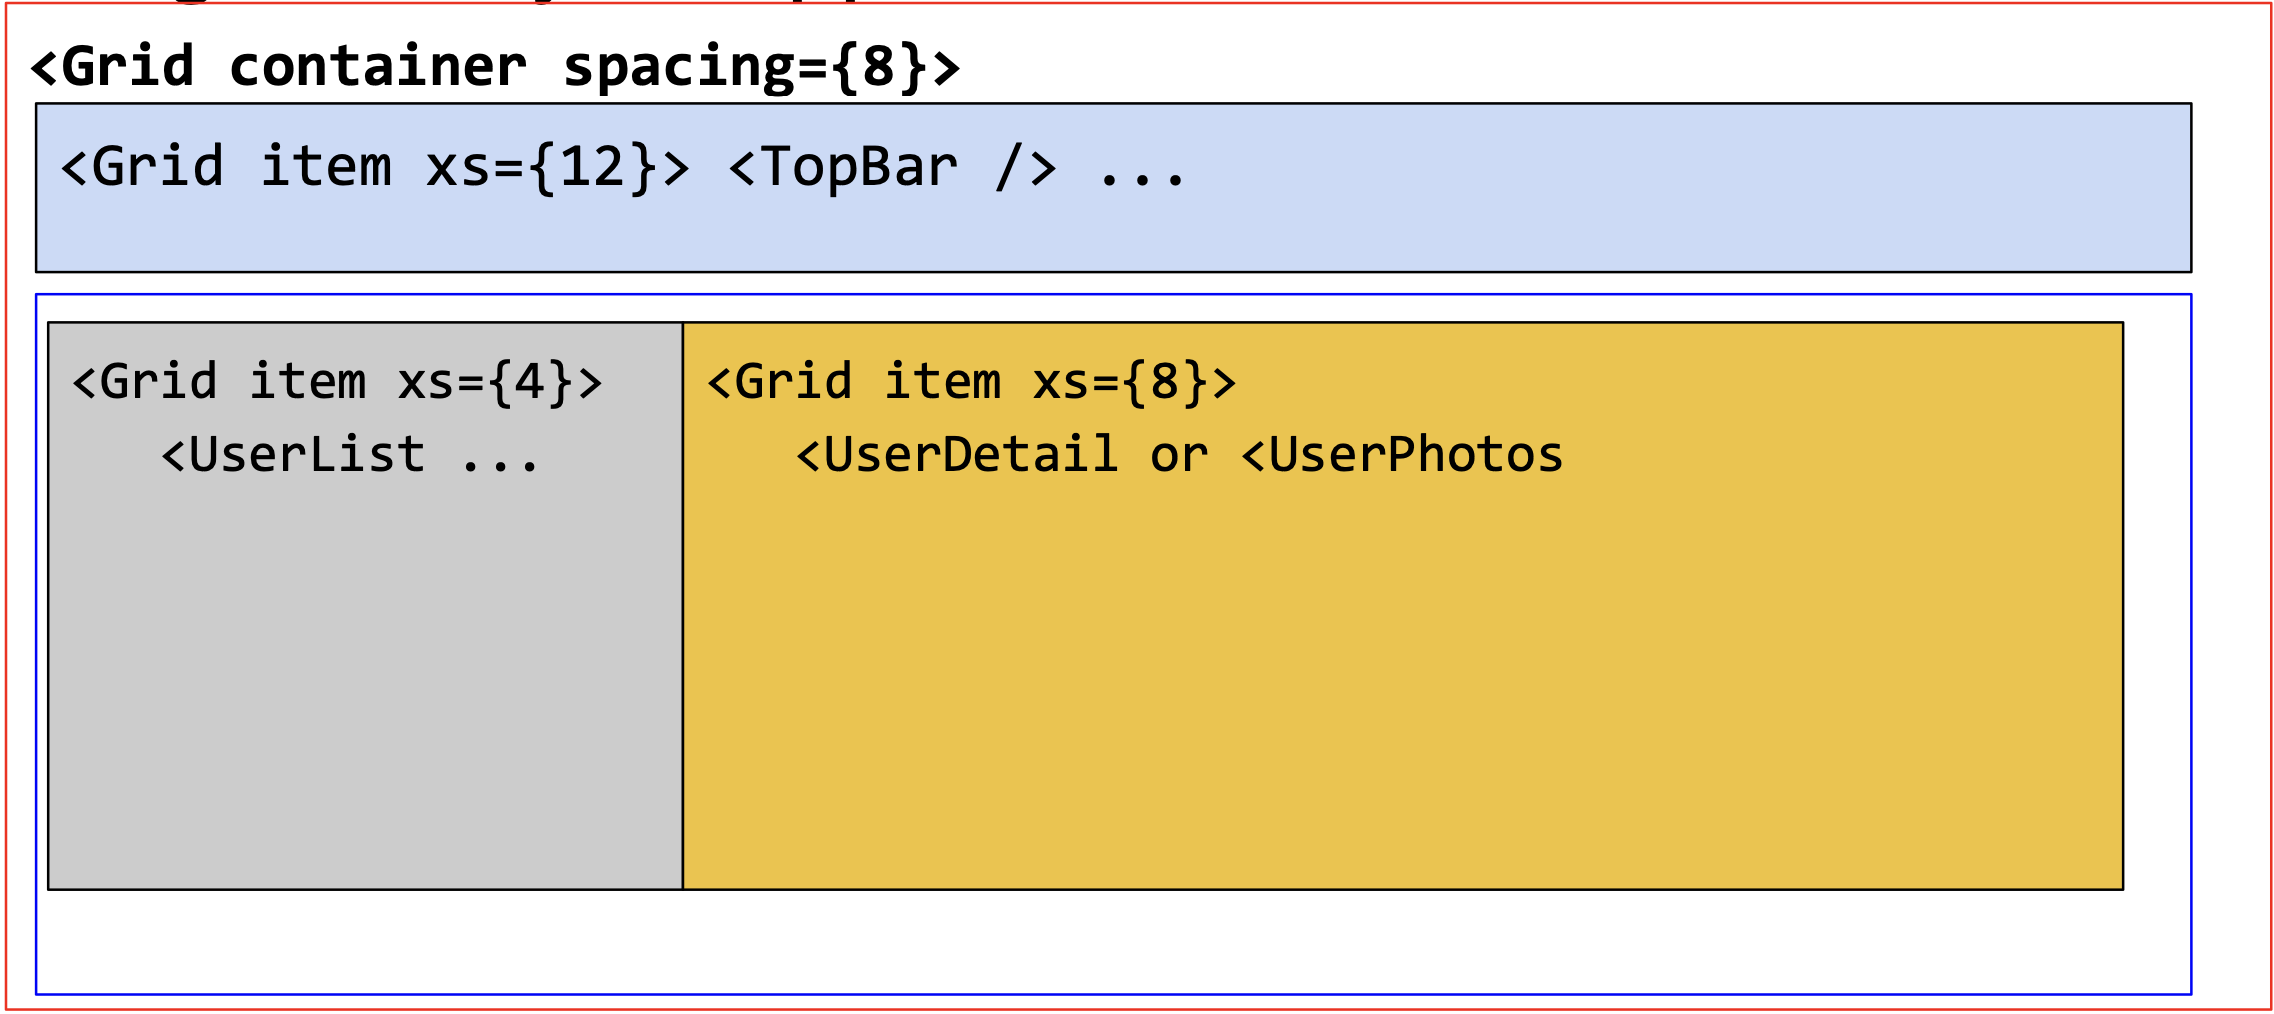 <Grid container spacing={8}>
<Grid item xs={12}> <TopBar /> ...
<Grid item xs={4}>
<UserList ...
<Grid item xs={8}>
<UserDetail or <UserPhotos